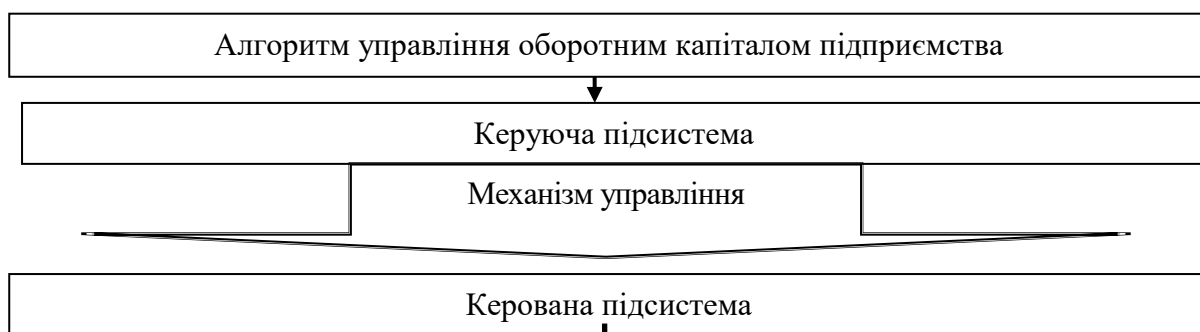 Алгоритм управління оборотним капіталом підприємства
Керуюча підсистема
Механізм управління
Керована підсистема